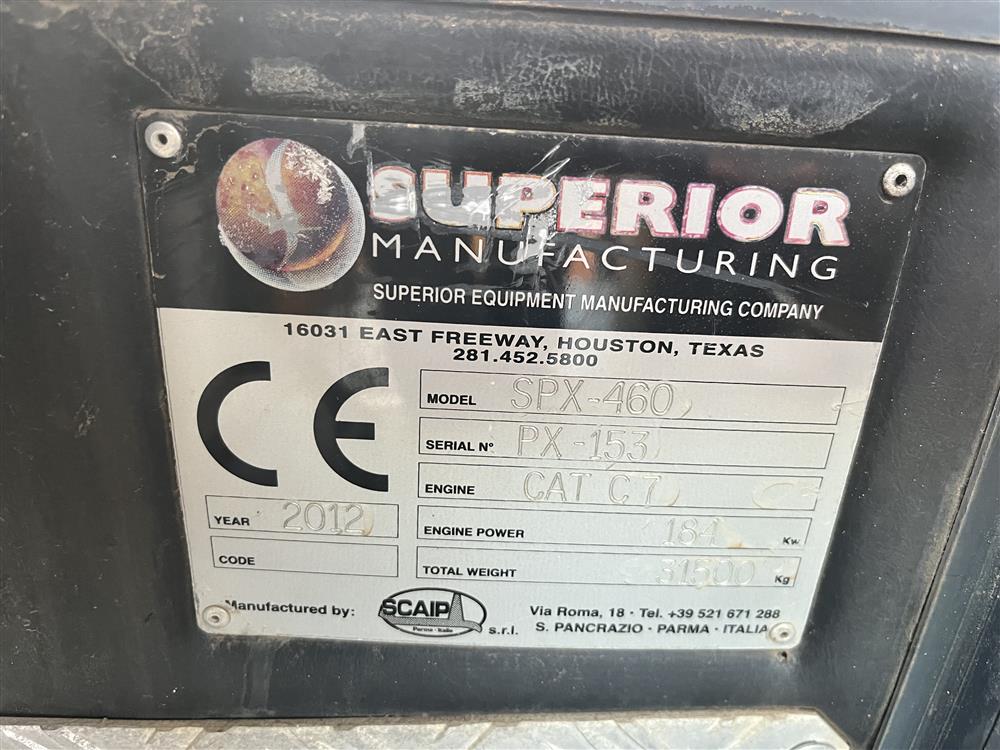 SUPERIOR
MANUFACTURING
SUPERIOR EQUIPMENT MANUFACTURING COMPANY
16031 EAST FREEWAY, HOUSTON, TEXAS
281.452.5800
CE
MODEL SPX-460
SERIAL N° PX-153
ENGINE CAT C7
YEAR 2012
ENGINE POWER 184 Kw
CODE
TOTAL WEIGHT 31500 Kg
Manufactured by:
SCAIP
Parma - Italia
s.r.l.
Via Roma, 18 · Tel. +39 521 671 288
S. PANCRAZIO · PARMA · ITALIA